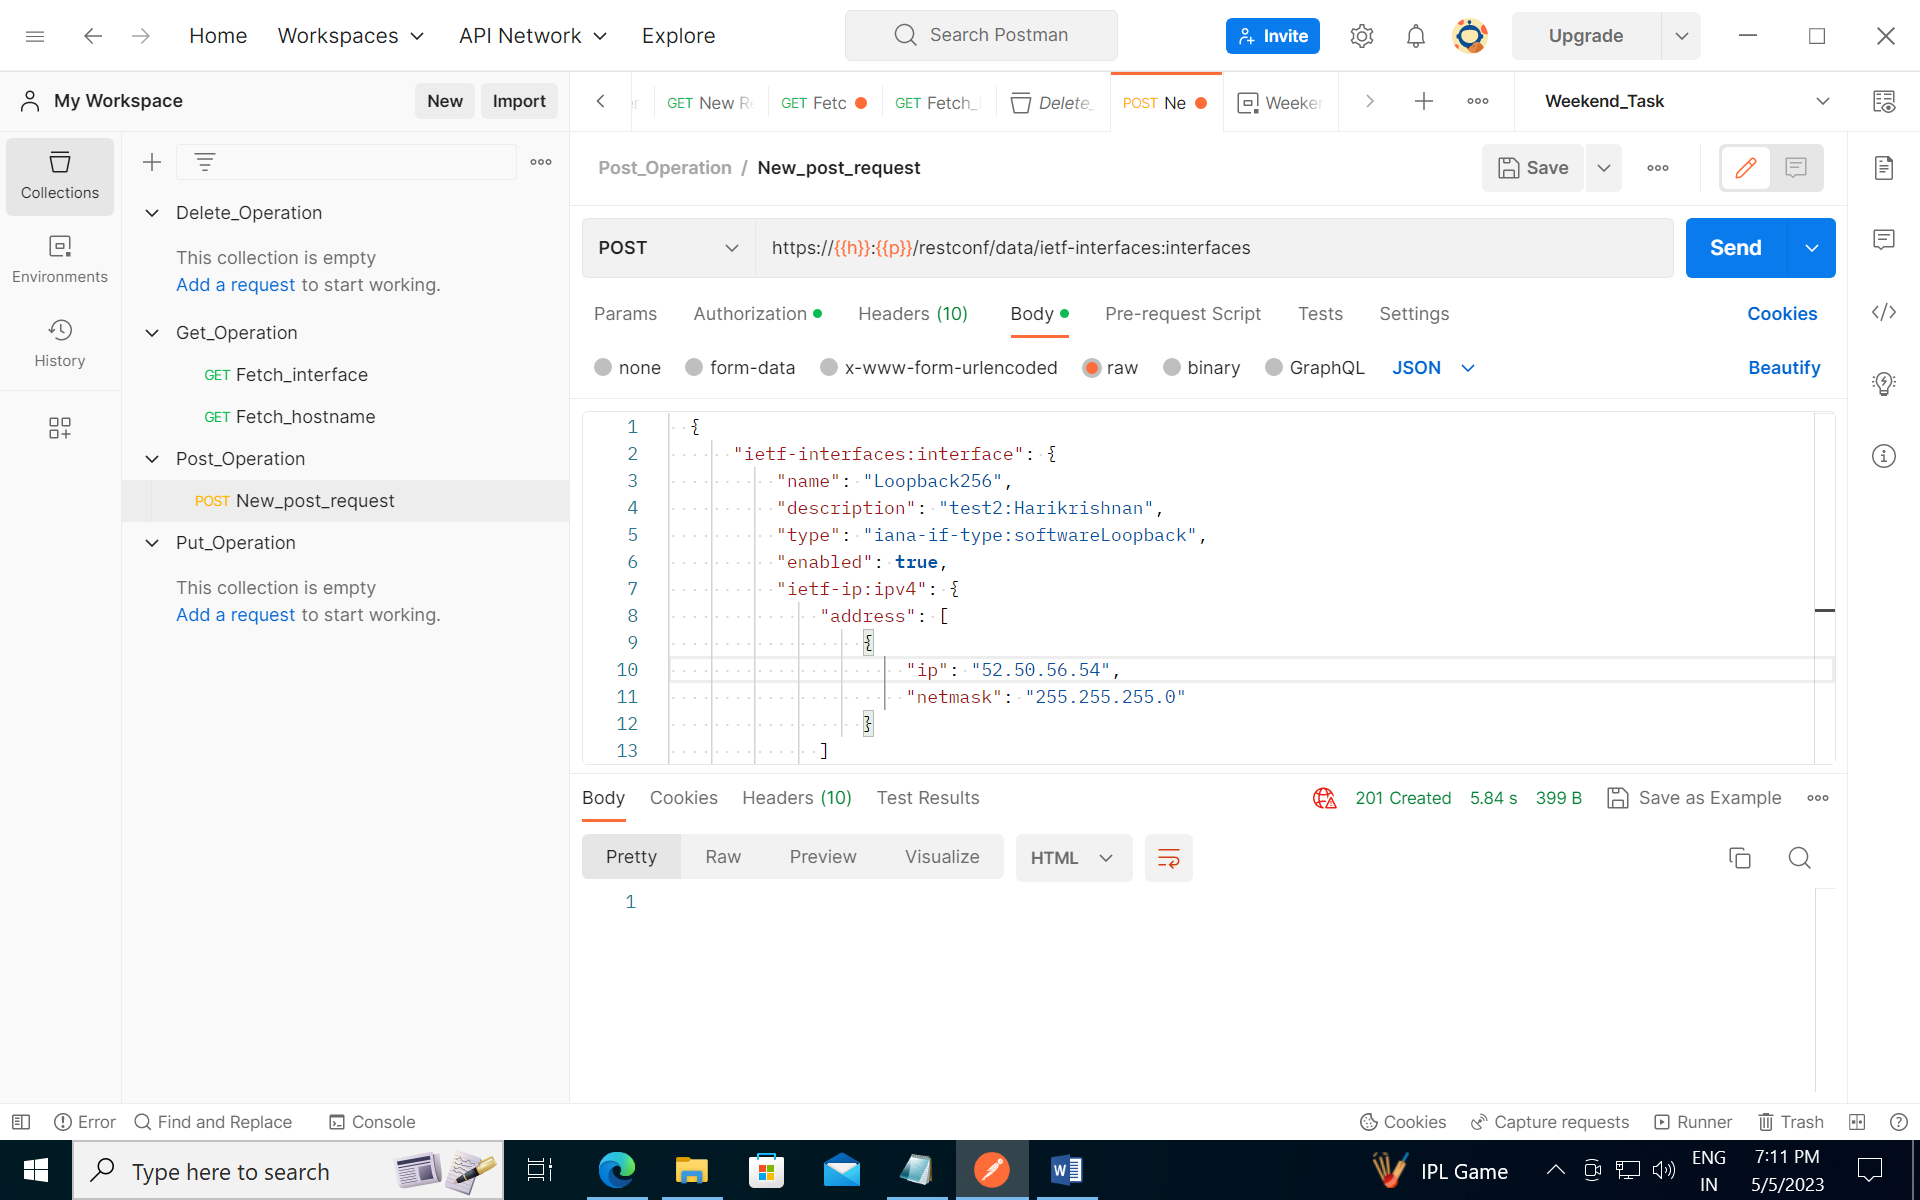 Home
Workspaces
API Network
Explore
Search Postman
Invite
Upgrade
My Workspace
New
Import
GET New R
GET Fetc
GET Fetch_i
Delete_
POST Ne
Weeke
Weekend_Task
Collections
Environments
History
Delete_Operation
This collection is empty
Add a request to start working.
Get_Operation
GET Fetch_interface
GET Fetch_hostname
Post_Operation
POST New_post_request
Put_Operation
This collection is empty
Add a request to start working.
Post_Operation / New_post_request
Save
POST
https://{{h}}:{{p}}/restconf/data/ietf-interfaces:interfaces
Send
Params
Authorization
Headers (10)
Body
Pre-request Script
Tests
Settings
Cookies
none
form-data
x-www-form-urlencoded
raw
binary
GraphQL
JSON
Beautify
1 {
2 "ietf-interfaces:interface": {
3 "name": "Loopback256",
4 "description": "test2:Harikrishnan",
5 "type": "iana-if-type:softwareLoopback",
6 "enabled": true,
7 "ietf-ip:ipv4": {
8 "address": [
9 {
10 "ip": "52.50.56.54",
11 "netmask": "255.255.255.0"
12 }
13 ]
Body
Cookies
Headers (10)
Test Results
201 Created
5.84 s
399 B
Save as Example
Pretty
Raw
Preview
Visualize
HTML
1
Error
Find and Replace
Console
Cookies
Capture requests
Runner
Trash
Type here to search
IPL Game
ENG
IN
7:11 PM
5/5/2023